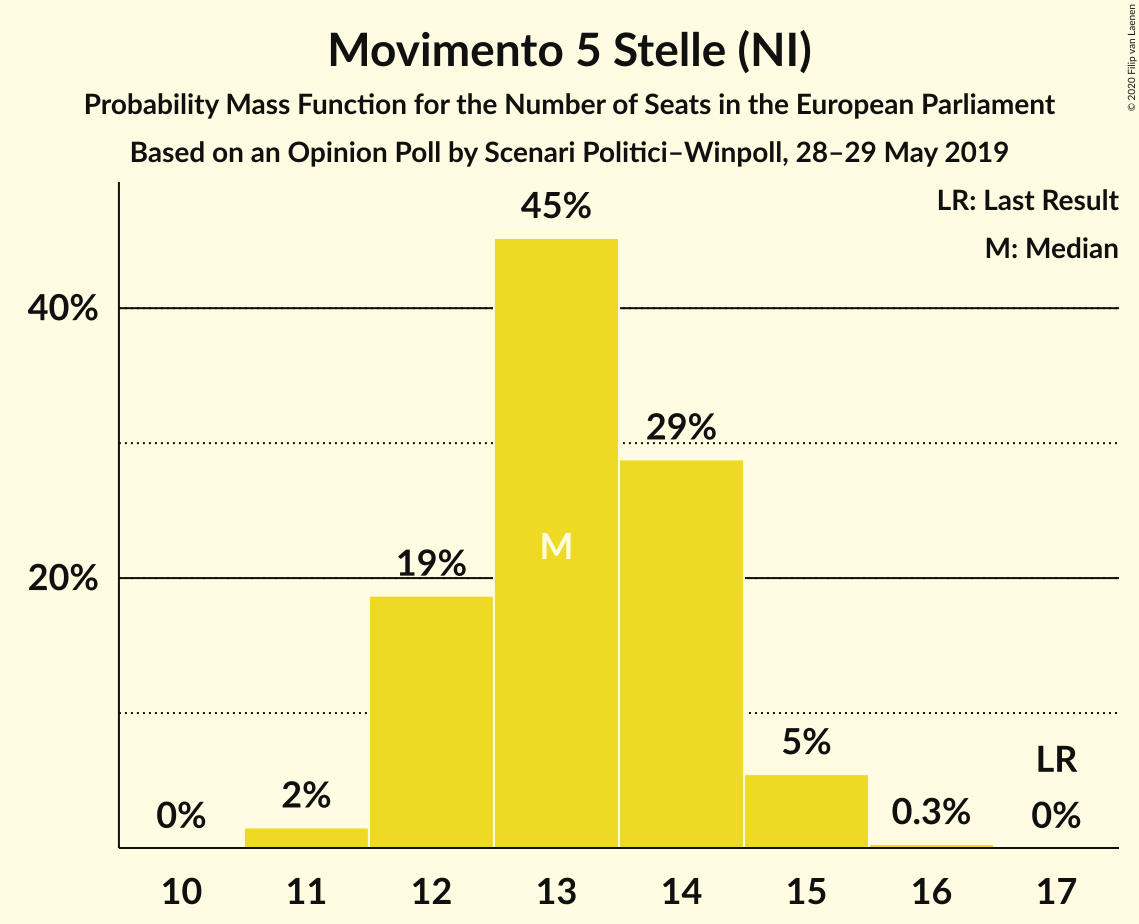 Movimento 5 Stelle (NI)
Probability Mass Function for the Number of Seats in the European Parliament
Based on an Opinion Poll by Scenari Politici–Winpoll, 28–29 May 2019
© 2020 Filip van Laenen
LR: Last Result
M: Median
45%
40%
29%
M
19%
20%
5%
LR
2%
0%
0.3%
0%
10 11 12 13 14 15 16 17